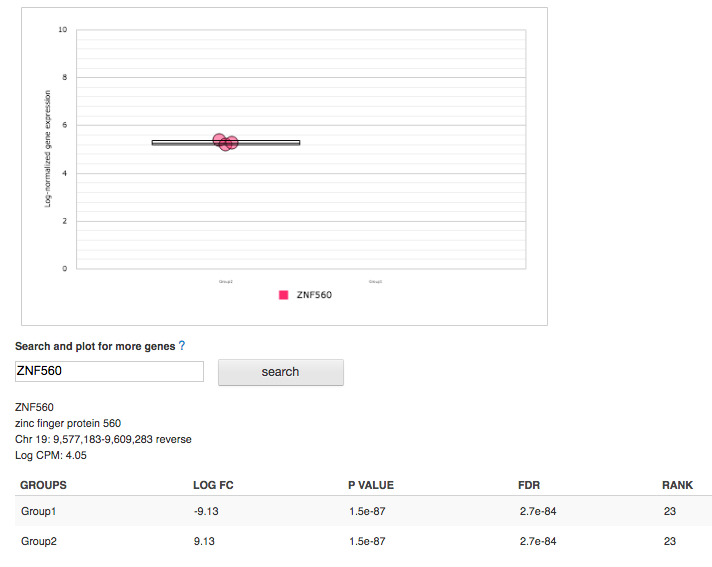 10
8
6
4
2
0
Log-normalized gene expression
ZNF560
Search and plot for more genes ?
ZNF560
search
ZNF560
zinc finger protein 560
Chr 19: 9,577,183-9,609,283 reverse
Log CPM: 4.05
GROUPS LOG FC P VALUE FDR RANK
Group1 -9.13 1.5e-87 2.7e-84 23
Group2 9.13 1.5e-87 2.7e-84 23